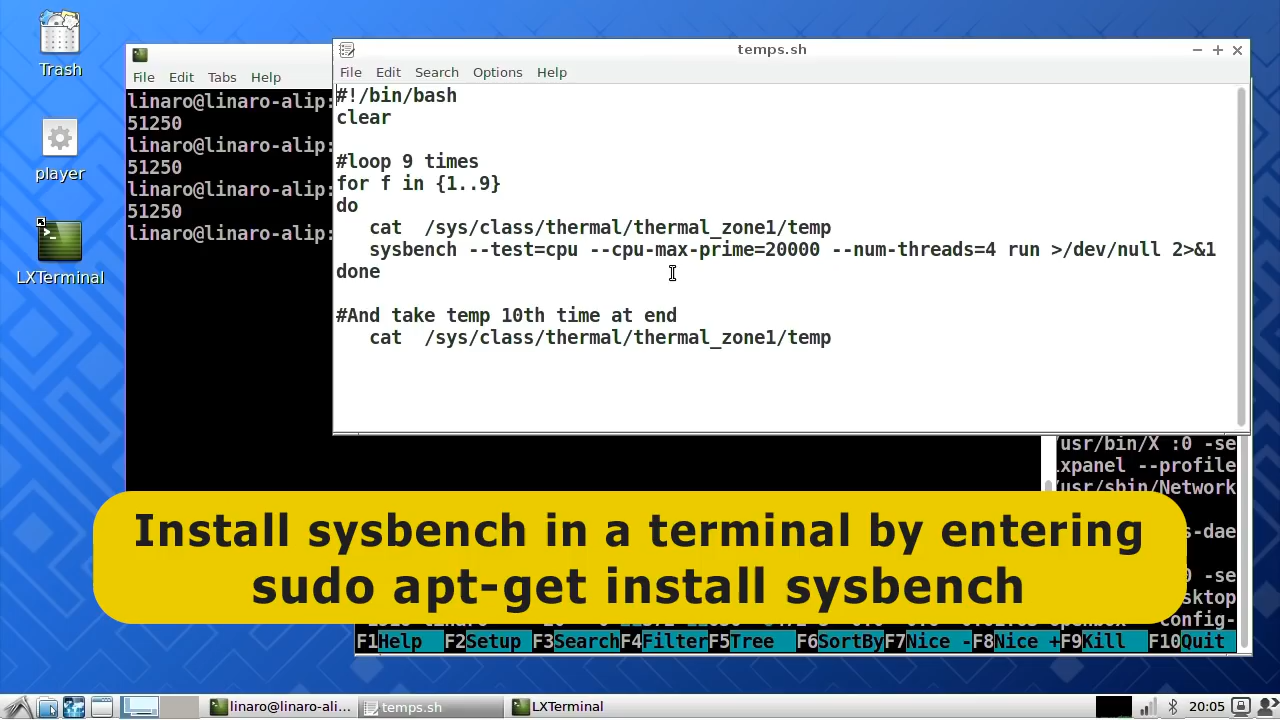 Trash
player
LXTerminal
File Edit Tabs Help
linaro@linaro-alip:
51250
linaro@linaro-alip:
51250
linaro@linaro-alip:
51250
linaro@linaro-alip:
temps.sh
File Edit Search Options Help
#!/bin/bash
clear
#loop 9 times
for f in {1..9}
do
cat /sys/class/thermal/thermal_zone1/temp
sysbench --test=cpu --cpu-max-prime=20000 --num-threads=4 run >/dev/null 2>&1
done
#And take temp 10th time at end
cat /sys/class/thermal/thermal_zone1/temp
/usr/bin/X :0 -se
lxpanel --profile
/usr/sbin/Network
s-dae
0 -se
sktop
Install sysbench in a terminal by entering
sudo apt-get install sysbench
F1Help F2Setup F3Search F4Filter F5Tree F6SortBy F7Nice - F8Nice + F9Kill F10Quit
linaro@linaro-ali...
temps.sh
LXTerminal
20:05